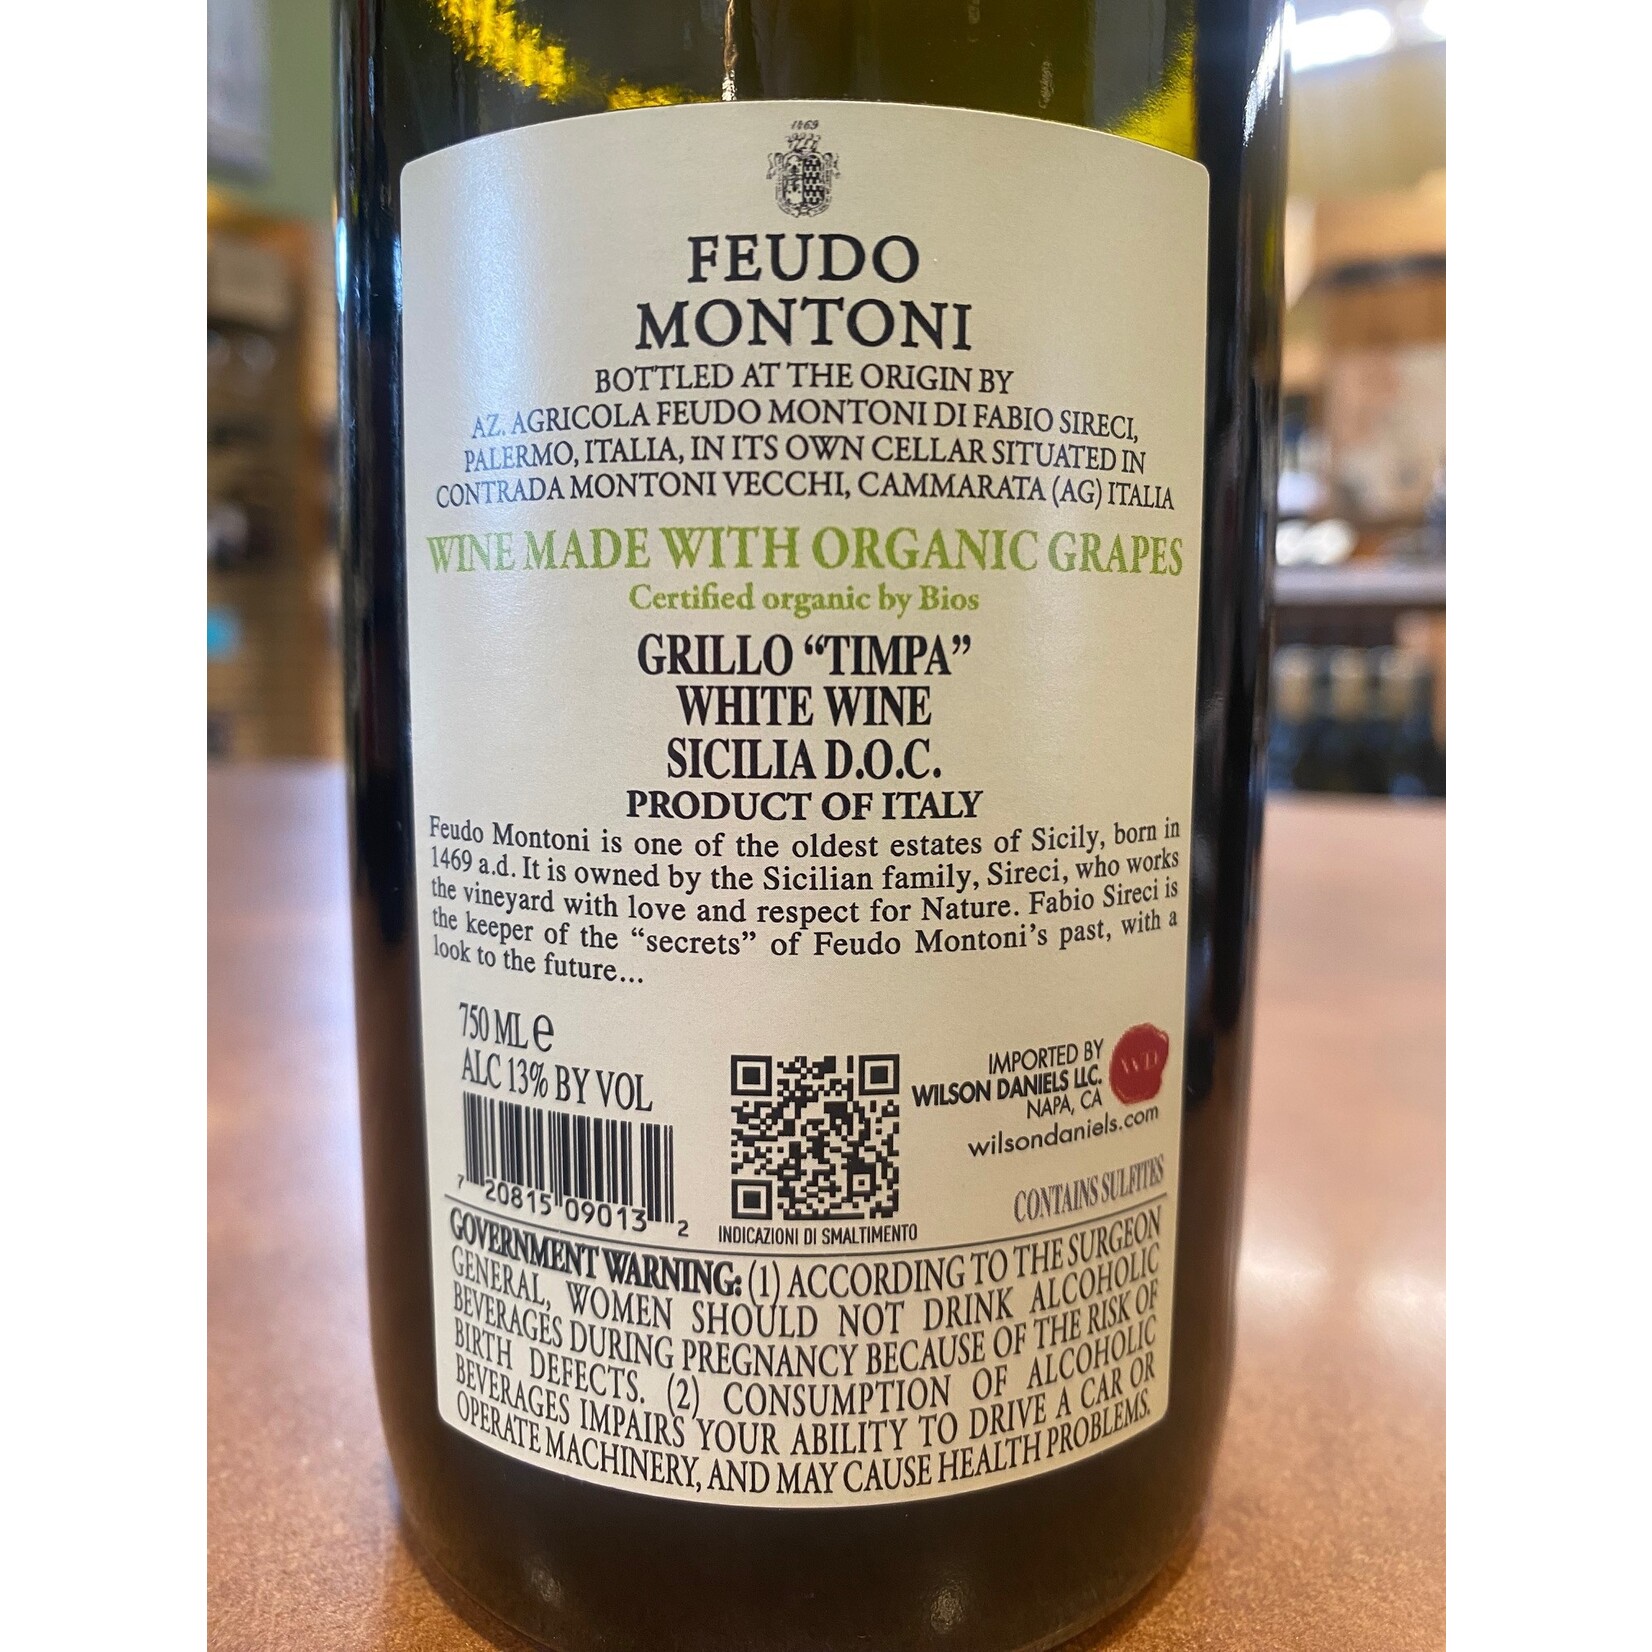 1469
FEUDO
MONTONI
BOTTLED AT THE ORIGIN BY
AZ. AGRICOLA FEUDO MONTONI DI FABIO SIRECI,
PALERMO, ITALIA, IN ITS OWN CELLAR SITUATED IN
CONTRADA MONTONI VECCHI, CAMMARATA (AG) ITALIA
WINE MADE WITH ORGANIC GRAPES
Certified organic by Bios
GRILLO “TIMPA”
WHITE WINE
SICILIA D.O.C.
PRODUCT OF ITALY
Feudo Montoni is one of the oldest estates of Sicily, born in
1469 a.d. It is owned by the Sicilian family, Sireci, who works
the vineyard with love and respect for Nature. Fabio Sireci is
the keeper of the “secrets” of Feudo Montoni’s past, with a
look to the future...
750 ML e
ALC 13% BY VOL
7 20815 09013 2
INDICAZIONI DI SMALTIMENTO
IMPORTED BY
WILSON DANIELS LLC.
NAPA, CA
wilsondaniels.com
WD
CONTAINS SULFITES
GOVERNMENT WARNING: (1) ACCORDING TO THE SURGEON
GENERAL, WOMEN SHOULD NOT DRINK ALCOHOLIC
BEVERAGES DURING PREGNANCY BECAUSE OF THE RISK OF
BIRTH DEFECTS. (2) CONSUMPTION OF ALCOHOLIC
BEVERAGES IMPAIRS YOUR ABILITY TO DRIVE A CAR OR
OPERATE MACHINERY, AND MAY CAUSE HEALTH PROBLEMS.